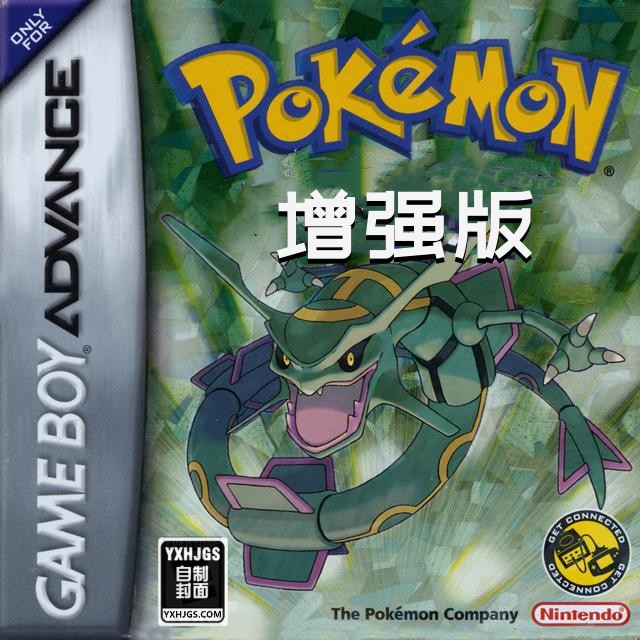 ONLY
FOR
GAME BOY ADVANCE
POKéMON
®
增强版
®
YXHJGS
自制
封面
YXHJGS.COM
GET CONNECTED
GET CONNECTED
The Pokémon Company
Nintendo
®